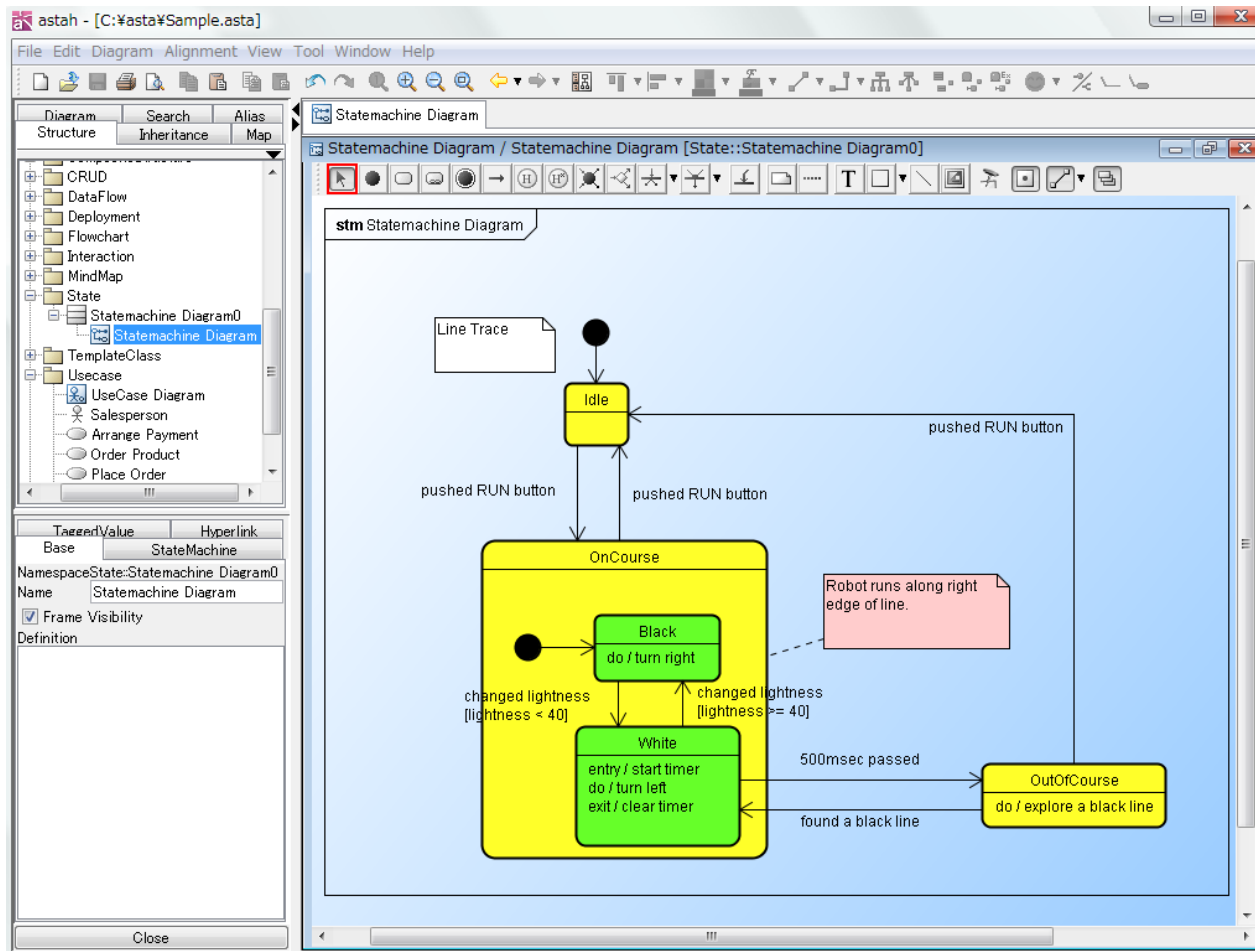 astah - [C:¥asta¥Sample.asta]
File Edit Diagram Alignment View Tool Window Help
Diagram Search Alias
Structure Inheritance Map
CRUD
DataFlow
Deployment
Flowchart
Interaction
MindMap
State
Statemachine Diagram0
Statemachine Diagram
TemplateClass
Usecase
UseCase Diagram
Salesperson
Arrange Payment
Order Product
Place Order
TaggedValue Hyperlink
Base StateMachine
NamespaceState::Statemachine Diagram0
Name Statemachine Diagram
Frame Visibility
Definition
Close
Statemachine Diagram
Statemachine Diagram / Statemachine Diagram [State::Statemachine Diagram0]
H H* T
stm Statemachine Diagram
Line Trace
Idle
pushed RUN button
pushed RUN button
pushed RUN button
OnCourse
Robot runs along right
edge of line.
Black
do / turn right
changed lightness
[lightness < 40]
changed lightness
[lightness >= 40]
White
entry / start timer
do / turn left
exit / clear timer
500msec passed
found a black line
OutOfCourse
do / explore a black line